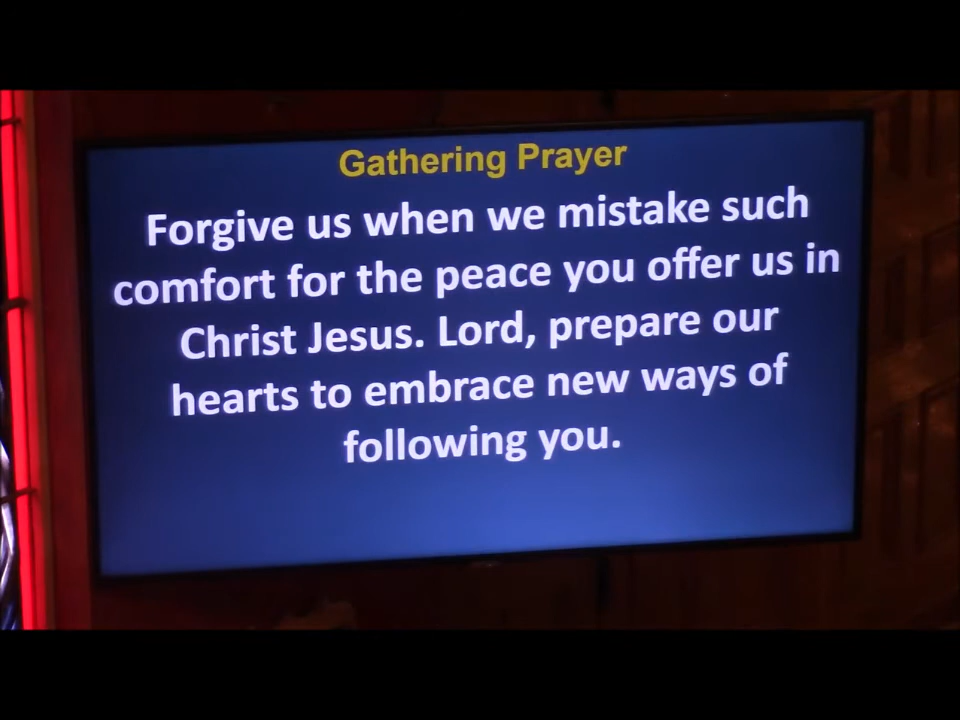 Gathering Prayer
Forgive us when we mistake such
comfort for the peace you offer us in
Christ Jesus. Lord, prepare our
hearts to embrace new ways of
following you.